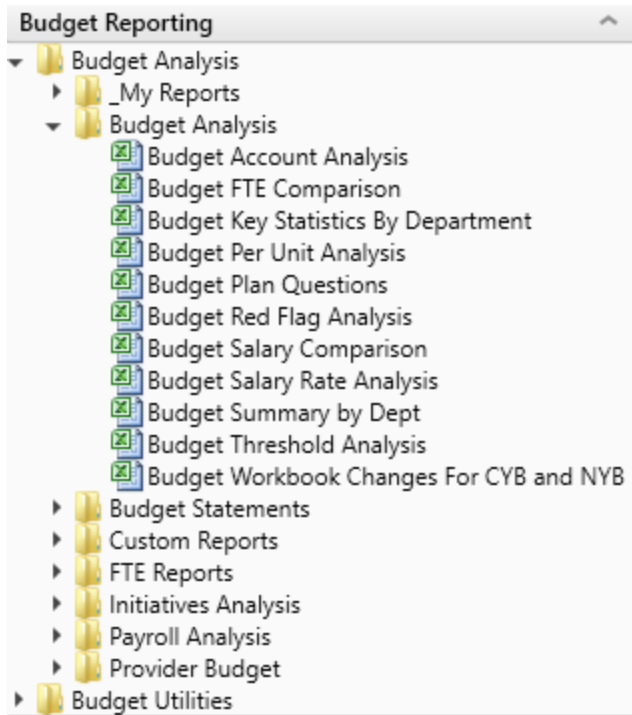 Budget Reporting
Budget Analysis
_My Reports
Budget Analysis
Budget Account Analysis
Budget FTE Comparison
Budget Key Statistics By Department
Budget Per Unit Analysis
Budget Plan Questions
Budget Red Flag Analysis
Budget Salary Comparison
Budget Salary Rate Analysis
Budget Summary by Dept
Budget Threshold Analysis
Budget Workbook Changes For CYB and NYB
Budget Statements
Custom Reports
FTE Reports
Initiatives Analysis
Payroll Analysis
Provider Budget
Budget Utilities